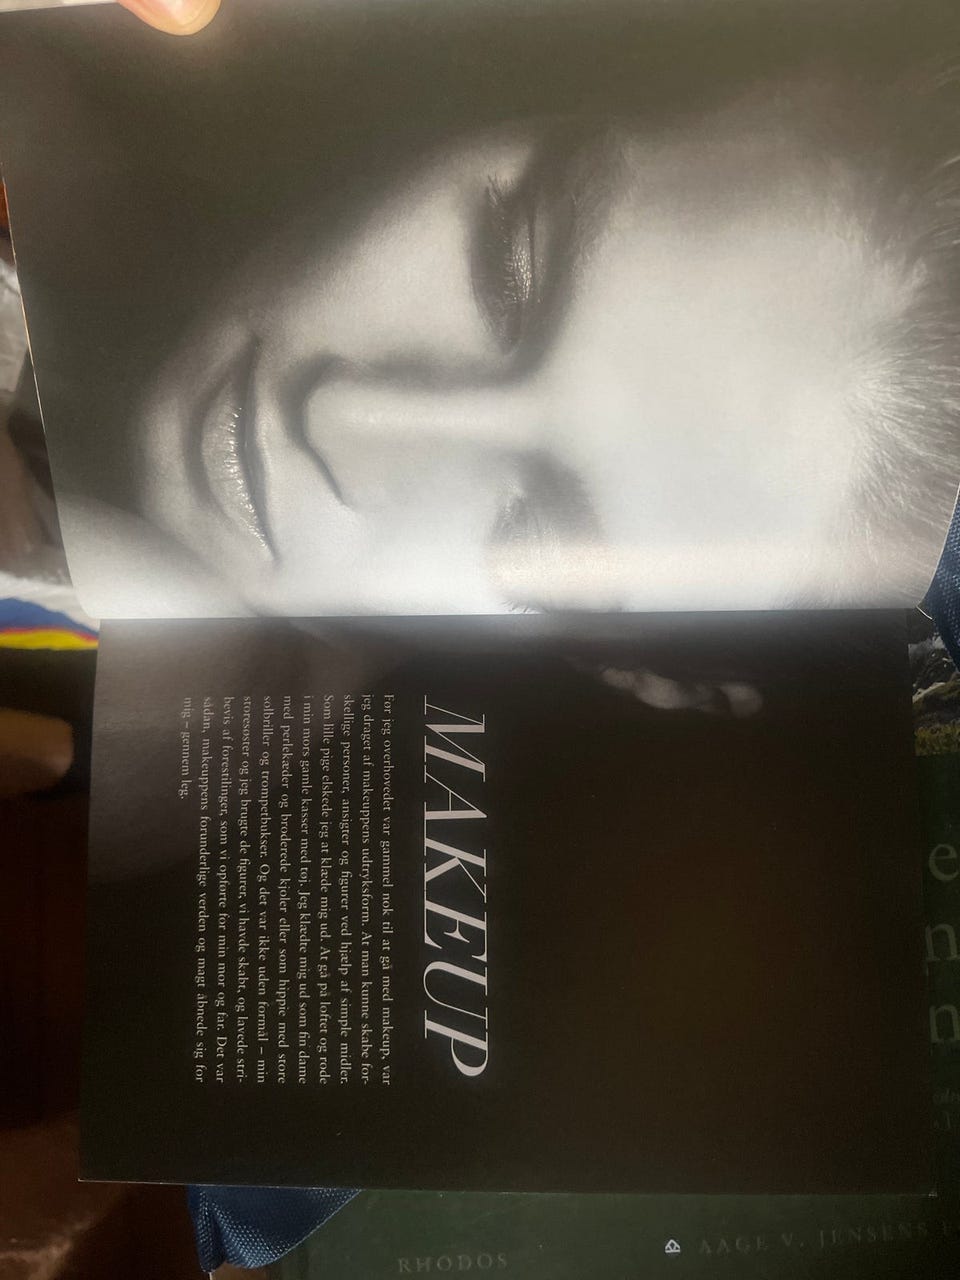 MAKEUP
Før jeg overhovedet var gammel nok til at gå med makeup, var
jeg draget af makeuppens udtryksform. At man kunne skabe for-
skellige personer, ansigter og figurer ved hjælp af simple midler.
Som lille pige elskede jeg at klæde mig ud. At gå på loftet og rode
i min mors gamle kasser med tøj. Jeg klædte mig ud som fin dame
med perlekæder og broderede kjoler eller som hippie med store
solbriller og trompetbukser. Og det var ikke uden formål – min
storesøster og jeg brugte de figurer, vi havde skabt, og lavede stri-
bevis af forestillinger, som vi opførte for min mor og far. Det var
sådan, makeuppens forunderlige verden og magt åbnede sig for
mig – gennem leg.
e
n
n
RHODOS
AAGE V. JENSENS F